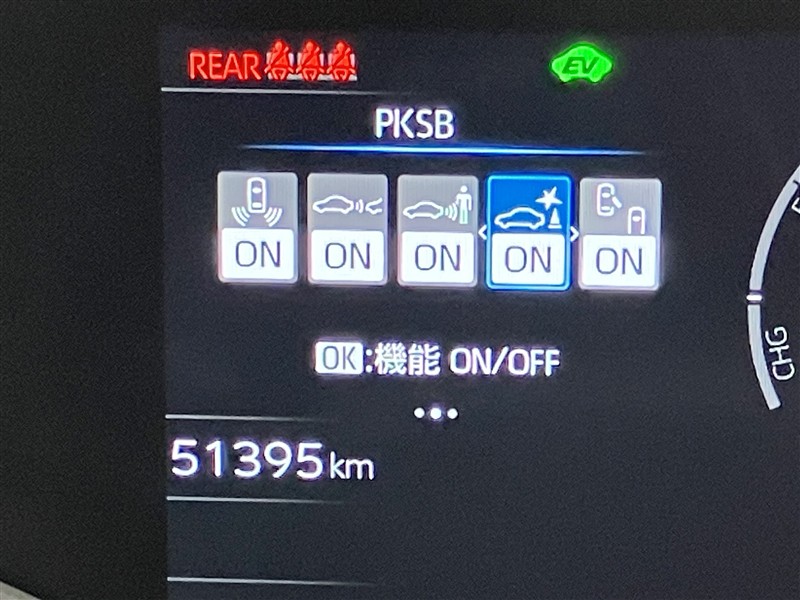 REAR
EV
PKSB
ON ON ON ON ON
OK:機能 ON/OFF
CHG
51395km